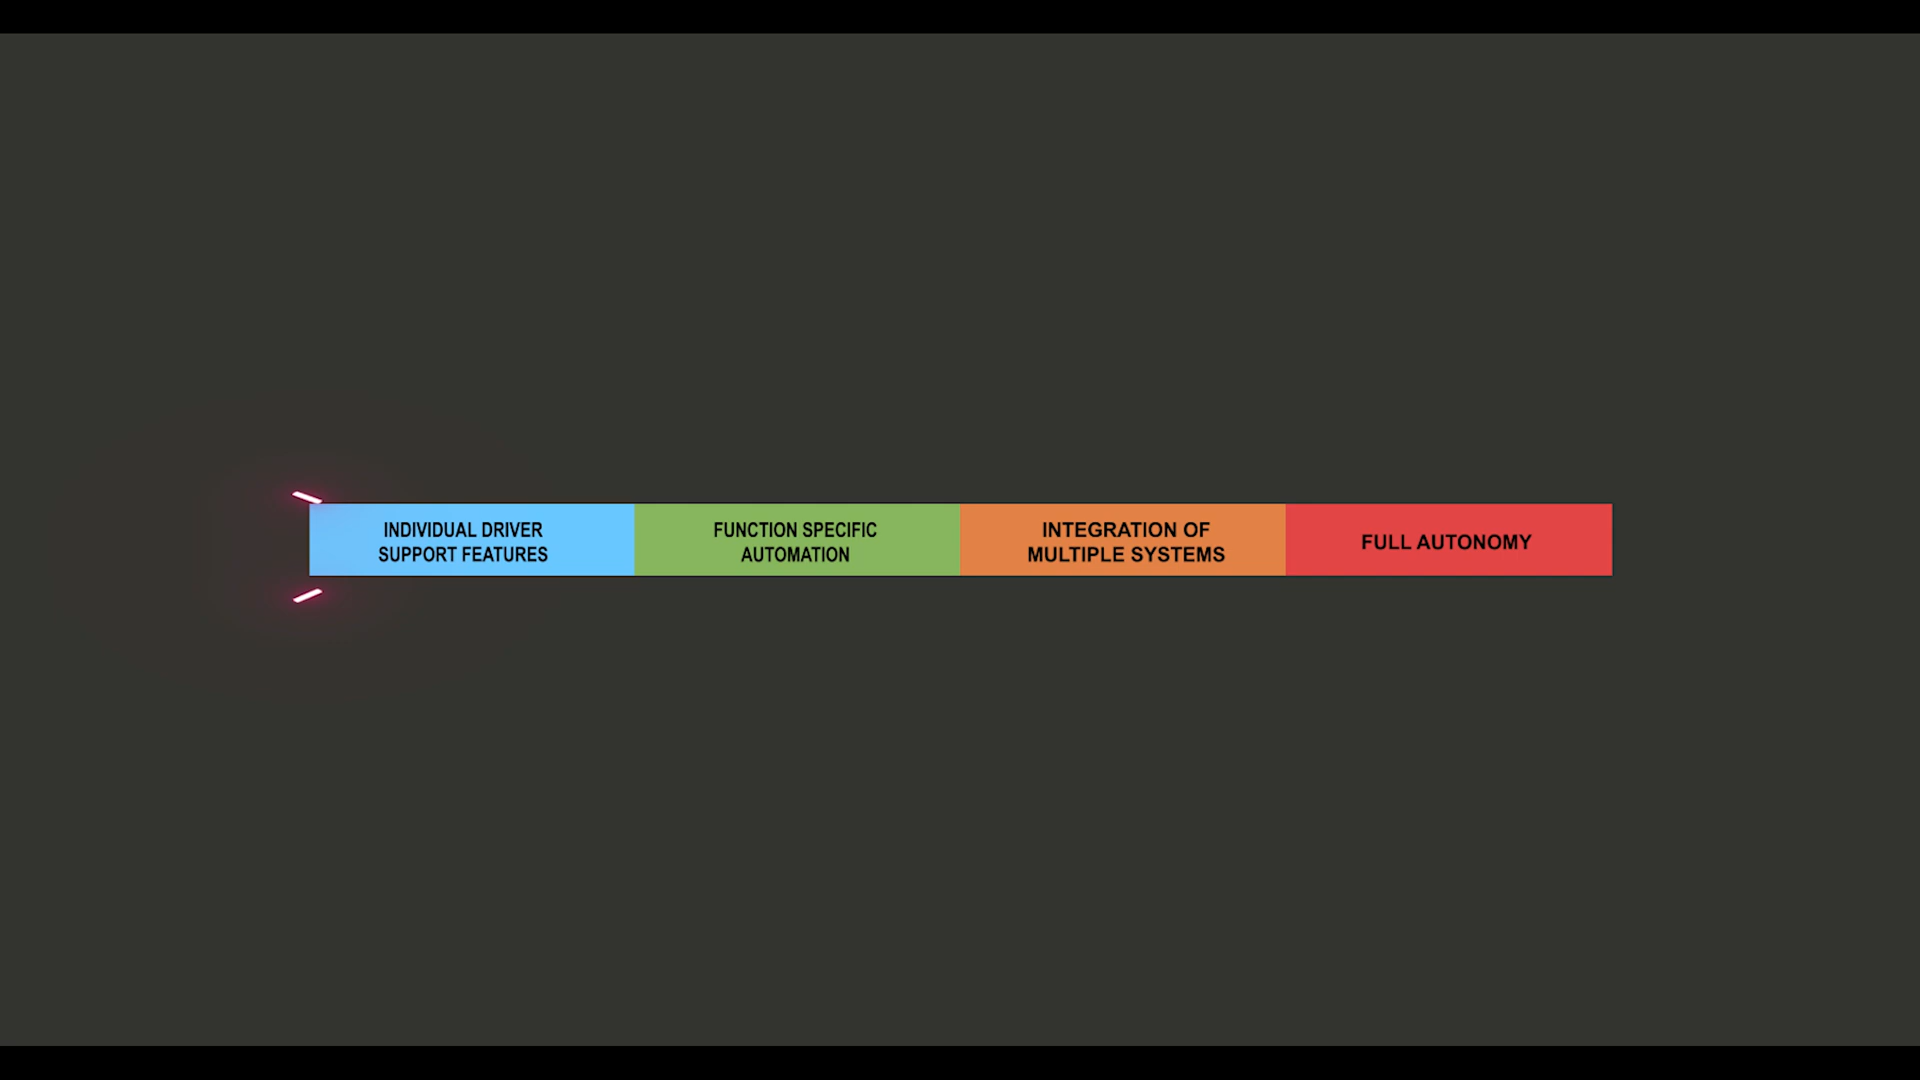 INDIVIDUAL DRIVER
SUPPORT FEATURES
FUNCTION SPECIFIC
AUTOMATION
INTEGRATION OF
MULTIPLE SYSTEMS
FULL AUTONOMY